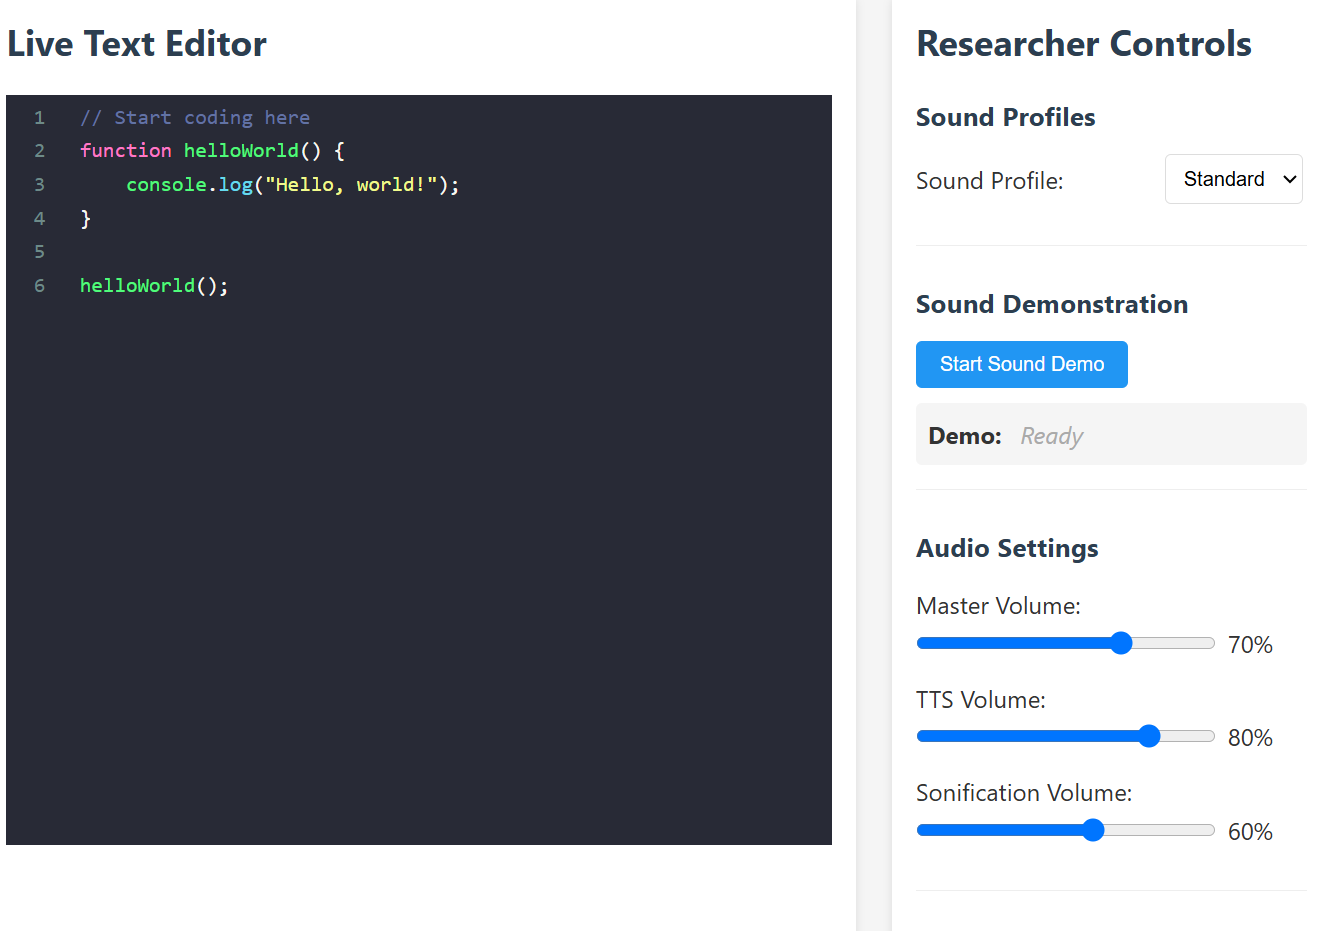 Live Text Editor
1 // Start coding here
2 function helloWorld() {
3     console.log("Hello, world!");
4 }
5
6 helloWorld();
Researcher Controls
Sound Profiles
Sound Profile: Standard
Sound Demonstration
Start Sound Demo
Demo: Ready
Audio Settings
Master Volume:
70%
TTS Volume:
80%
Sonification Volume:
60%